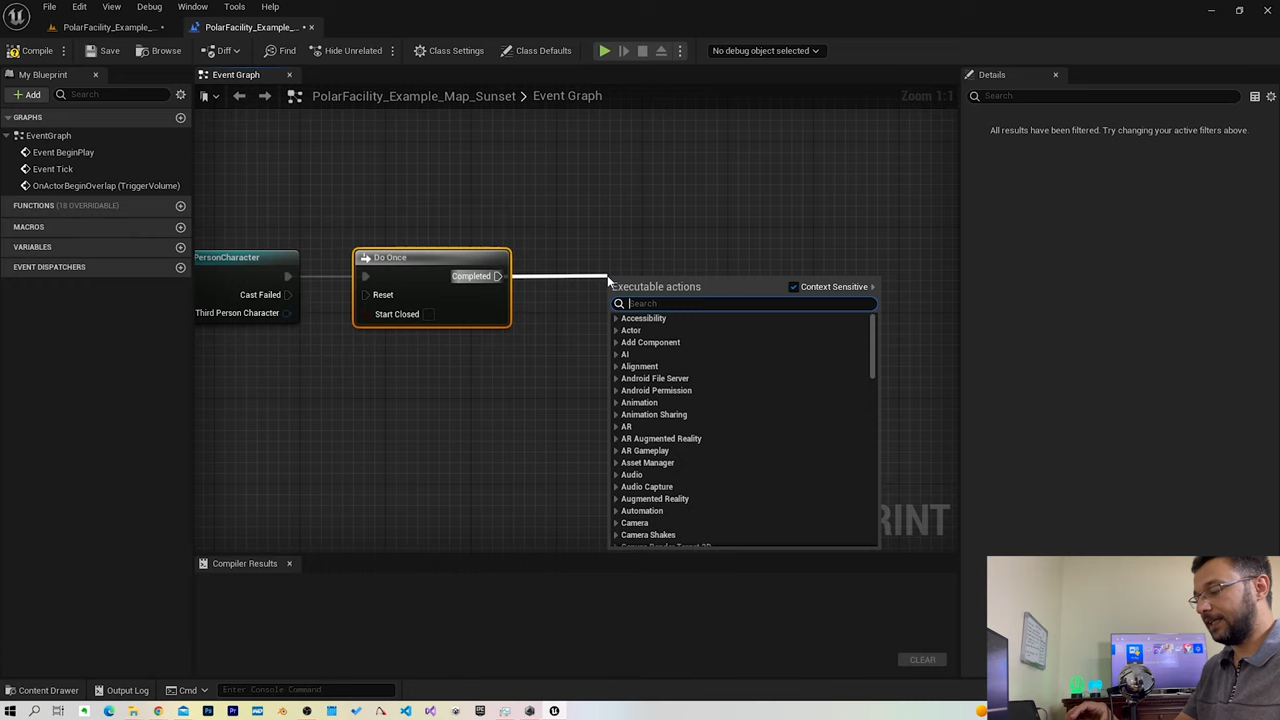 File Edit View Debug Window Tools Help
PolarFacility_Example_... •
PolarFacility_Example_... •
Compile Save Browse Diff Find Hide Unrelated Class Settings Class Defaults No debug object selected
My Blueprint
Event Graph
Details
Add Search
PolarFacility_Example_Map_Sunset > Event Graph
Zoom 1:1
Search
All results have been filtered. Try changing your active filters above.
GRAPHS
EventGraph
Event BeginPlay
Event Tick
OnActorBeginOverlap (TriggerVolume)
FUNCTIONS (18 OVERRIDABLE)
MACROS
VARIABLES
EVENT DISPATCHERS
PersonCharacter
Cast Failed
Third Person Character
Do Once
Completed
Reset
Start Closed
Executable actions Context Sensitive
Search
Accessibility
Actor
Add Component
AI
Alignment
Android File Server
Android Permission
Animation
Animation Sharing
AR
AR Augmented Reality
AR Gameplay
Asset Manager
Audio
Audio Capture
Augmented Reality
Automation
Camera
Camera Shakes
RINT
Compiler Results
CLEAR
Content Drawer Output Log Cmd Enter Console Command